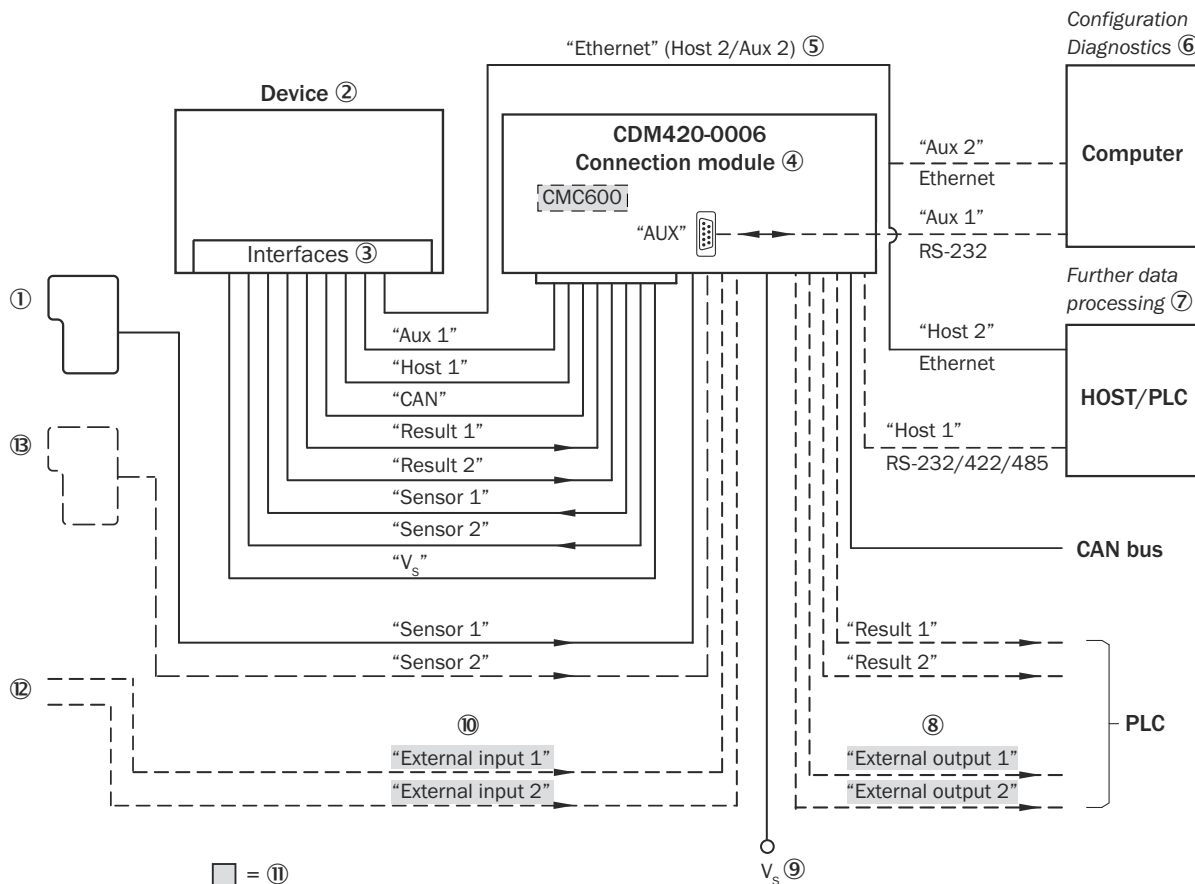 Configuration
Diagnostics ⑥
“Ethernet” (Host 2/Aux 2) ⑤
Device ②
CDM420-0006
Connection module ④
CMC600
“AUX”
Interfaces ③
“Aux 2”
Ethernet
Computer
“Aux 1”
RS-232
Further data
processing ⑦
①
“Aux 1”
“Host 1”
“CAN”
“Result 1”
“Result 2”
“Sensor 1”
“Sensor 2”
“Vs”
“Host 2”
Ethernet
HOST/PLC
“Host 1”
RS-232/422/485
⑬
CAN bus
“Sensor 1”
“Sensor 2”
“Result 1”
“Result 2”
⑫
⑩
⑧
PLC
“External input 1”
“External input 2”
“External output 1”
“External output 2”
= ⑪
Vs ⑨